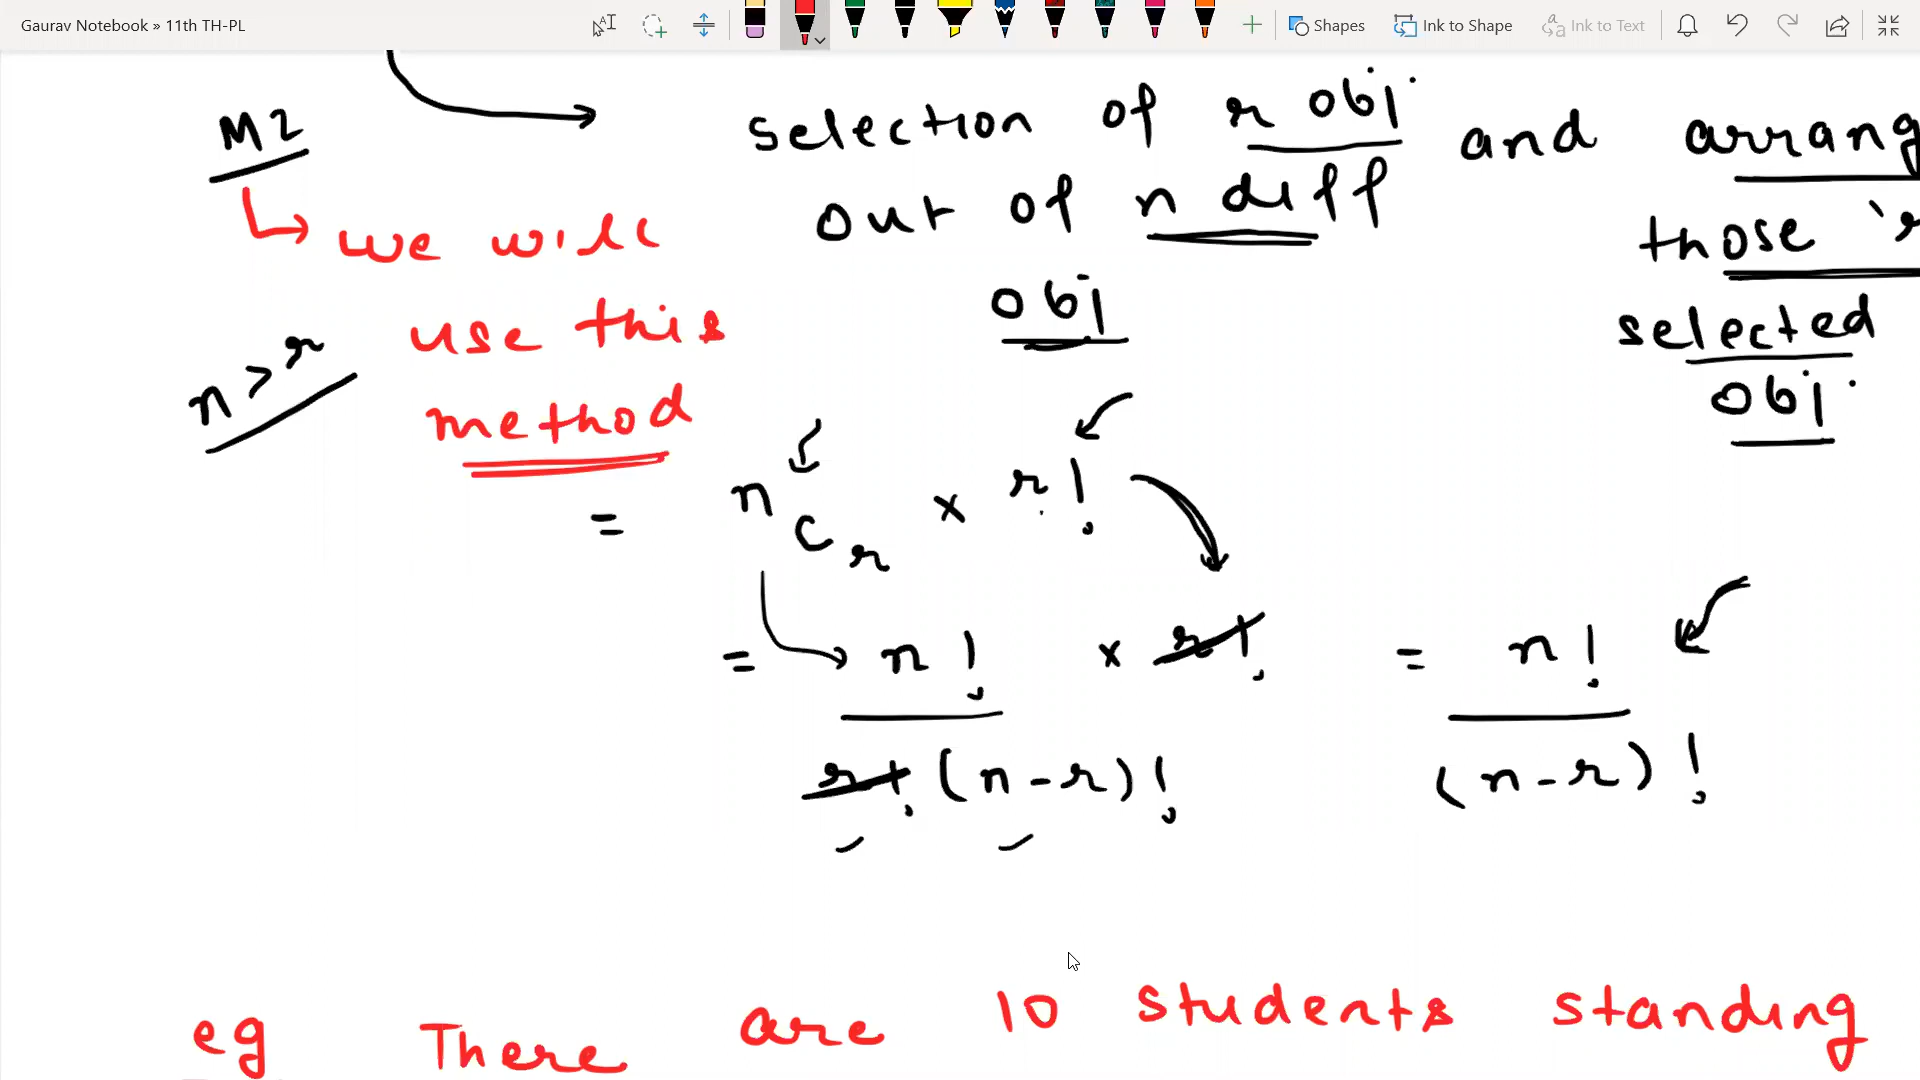 Gaurav Notebook » 11th TH-PL
Shapes
Ink to Shape
Ink to Text
M2
selection of r obj. and arrang
out of n diff those 'r
we will
obj
use this
selected
n > r
method
obj.
= nCr × r!
= n! / r! (n-r)! × r! = n! / (n-r)!
eg There are 10 students standing